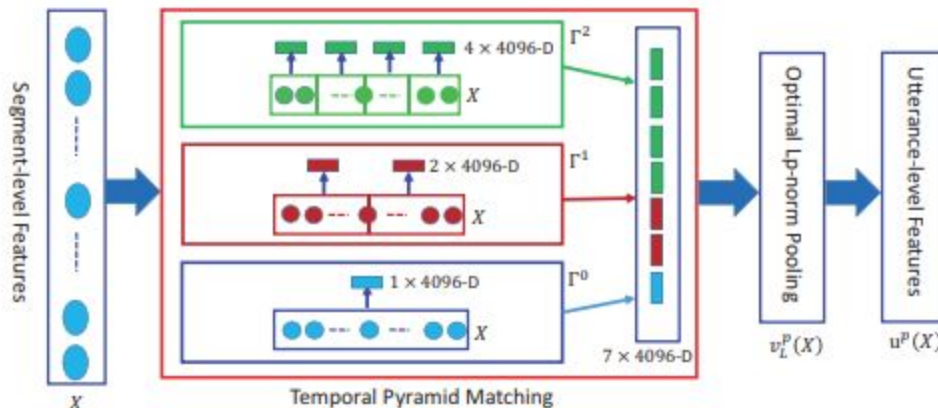 Segment-level Features
X
4 × 4096-D
Γ²
X
2 × 4096-D
Γ¹
X
1 × 4096-D
Γ⁰
X
7 × 4096-D
Temporal Pyramid Matching
Optimal Lp-norm Pooling
v_L^p(X)
Utterance-level Features
u^p(X)